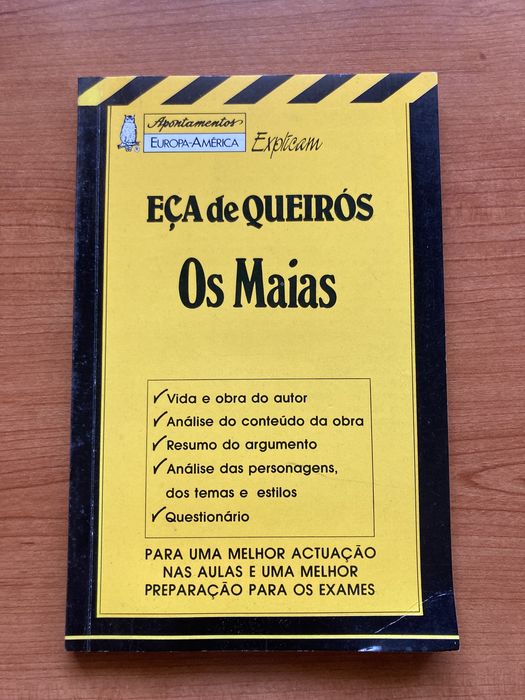 Apontamentos
EUROPA-AMÉRICA
Explicam
EÇA de QUEIRÓS
Os Maias
✓Vida e obra do autor
✓Análise do conteúdo da obra
✓Resumo do argumento
✓Análise das personagens,
dos temas e estilos
✓Questionário
PARA UMA MELHOR ACTUAÇÃO
NAS AULAS E UMA MELHOR
PREPARAÇÃO PARA OS EXAMES